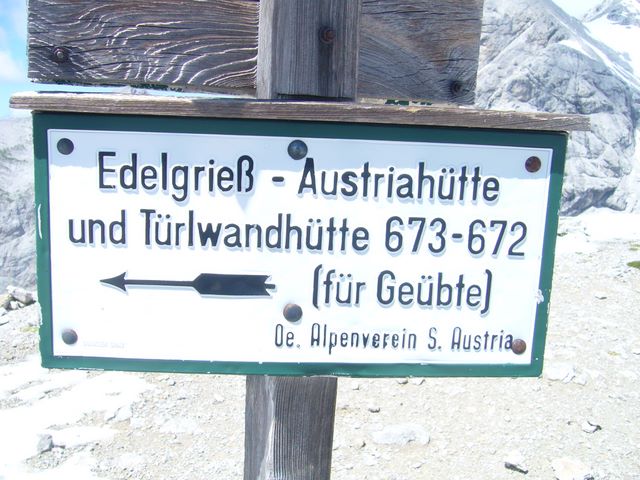 Edelgrieß - Austriahütte
und Türlwandhütte 673-672
(für Geübte)
Oe. Alpenverein S. Austria